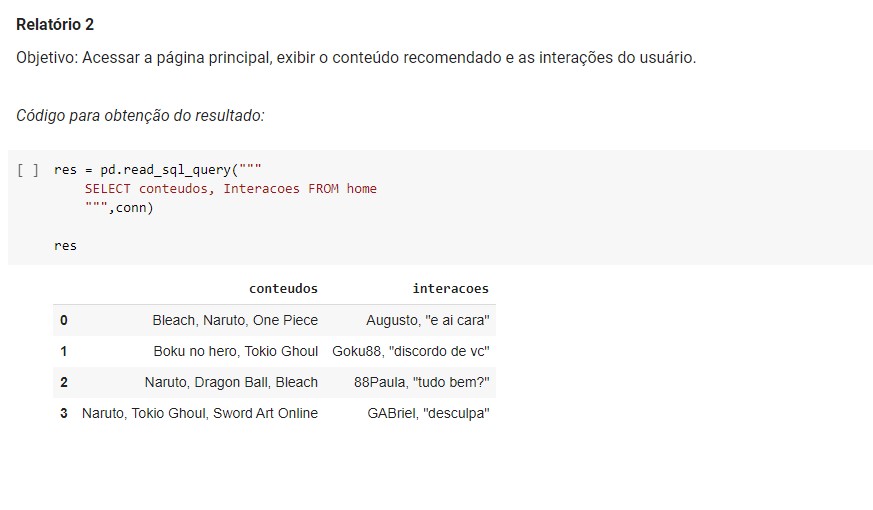 Relatório 2
Objetivo: Acessar a página principal, exibir o conteúdo recomendado e as interações do usuário.
Código para obtenção do resultado:
[ ] res = pd.read_sql_query("""
SELECT conteudos, Interacoes FROM home
""",conn)
res
conteudos interacoes
0 Bleach, Naruto, One Piece Augusto, "e ai cara"
1 Boku no hero, Tokio Ghoul Goku88, "discordo de vc"
2 Naruto, Dragon Ball, Bleach 88Paula, "tudo bem?"
3 Naruto, Tokio Ghoul, Sword Art Online GABriel, "desculpa"